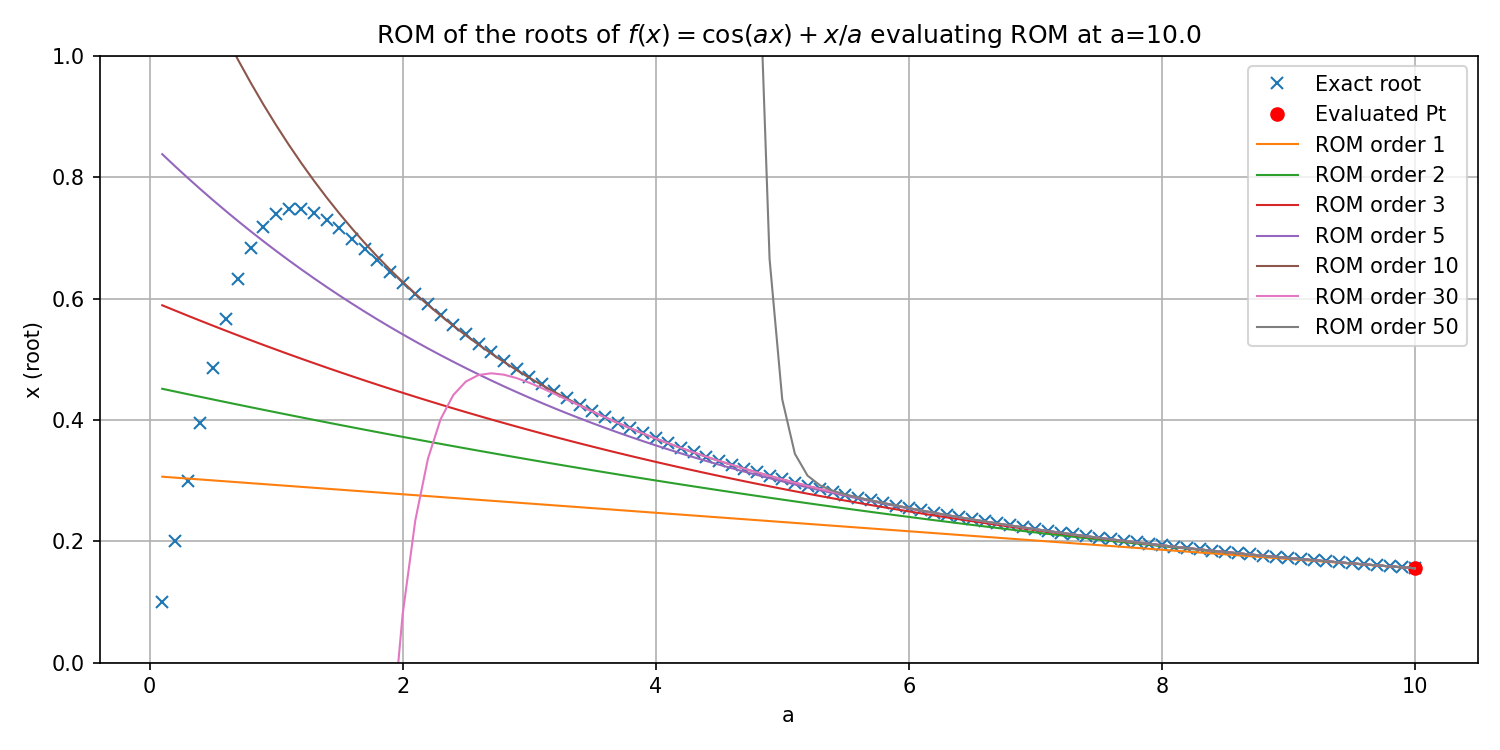 ROM of the roots of f(x) = cos(ax) + x/a evaluating ROM at a=10.0
1.0
0.8
0.6
0.4
0.2
0.0
x (root)
0
2
4
6
8
10
a
Exact root
Evaluated Pt
ROM order 1
ROM order 2
ROM order 3
ROM order 5
ROM order 10
ROM order 30
ROM order 50